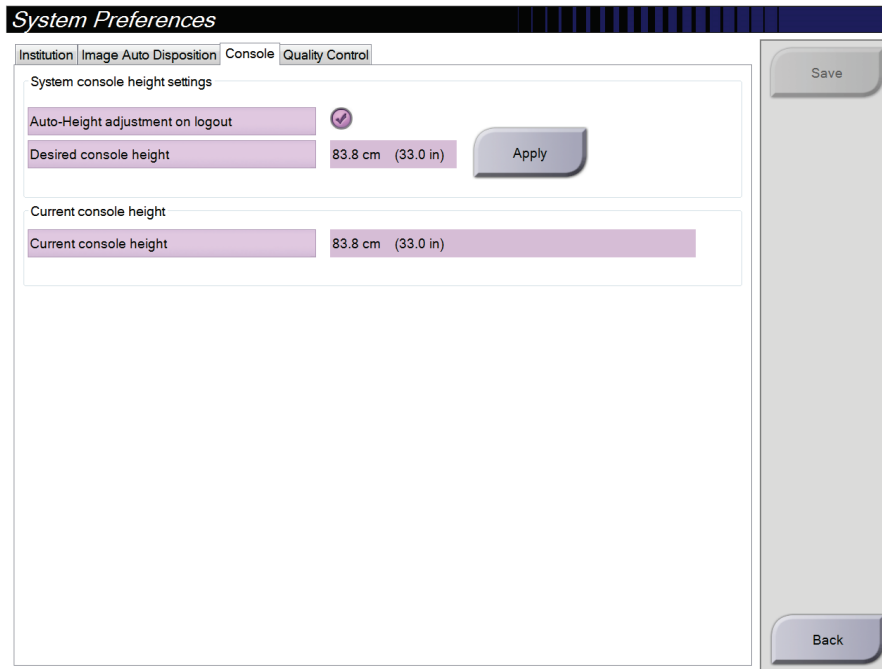 System Preferences
Institution Image Auto Disposition Console Quality Control
Save
System console height settings
Auto-Height adjustment on logout
Desired console height 83.8 cm (33.0 in) Apply
Current console height
Current console height 83.8 cm (33.0 in)
Back